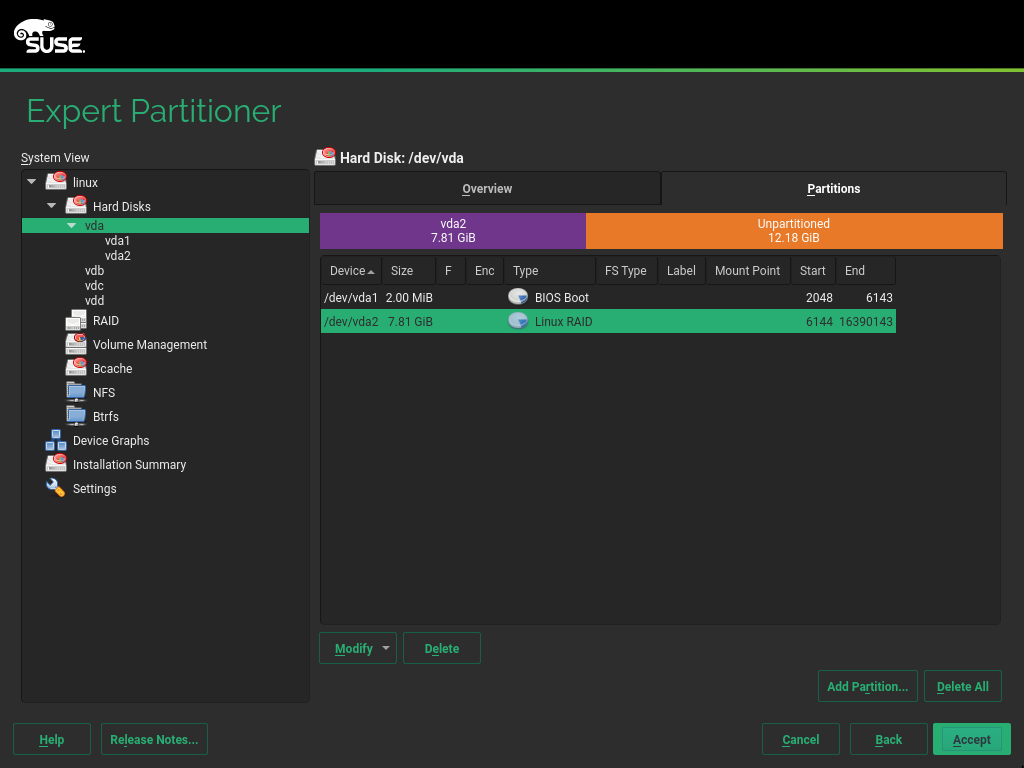 SUSE.
Expert Partitioner
System View
linux
Hard Disks
vda
vda1
vda2
vdb
vdc
vdd
RAID
Volume Management
Bcache
NFS
Btrfs
Device Graphs
Installation Summary
Settings
Hard Disk: /dev/vda
Overview Partitions
vda2 Unpartitioned
7.81 GiB 12.18 GiB
Device Size F Enc Type FS Type Label Mount Point Start End
/dev/vda1 2.00 MiB BIOS Boot 2048 6143
/dev/vda2 7.81 GiB Linux RAID 6144 16390143
Modify Delete
Add Partition... Delete All
Help Release Notes... Cancel Back Accept